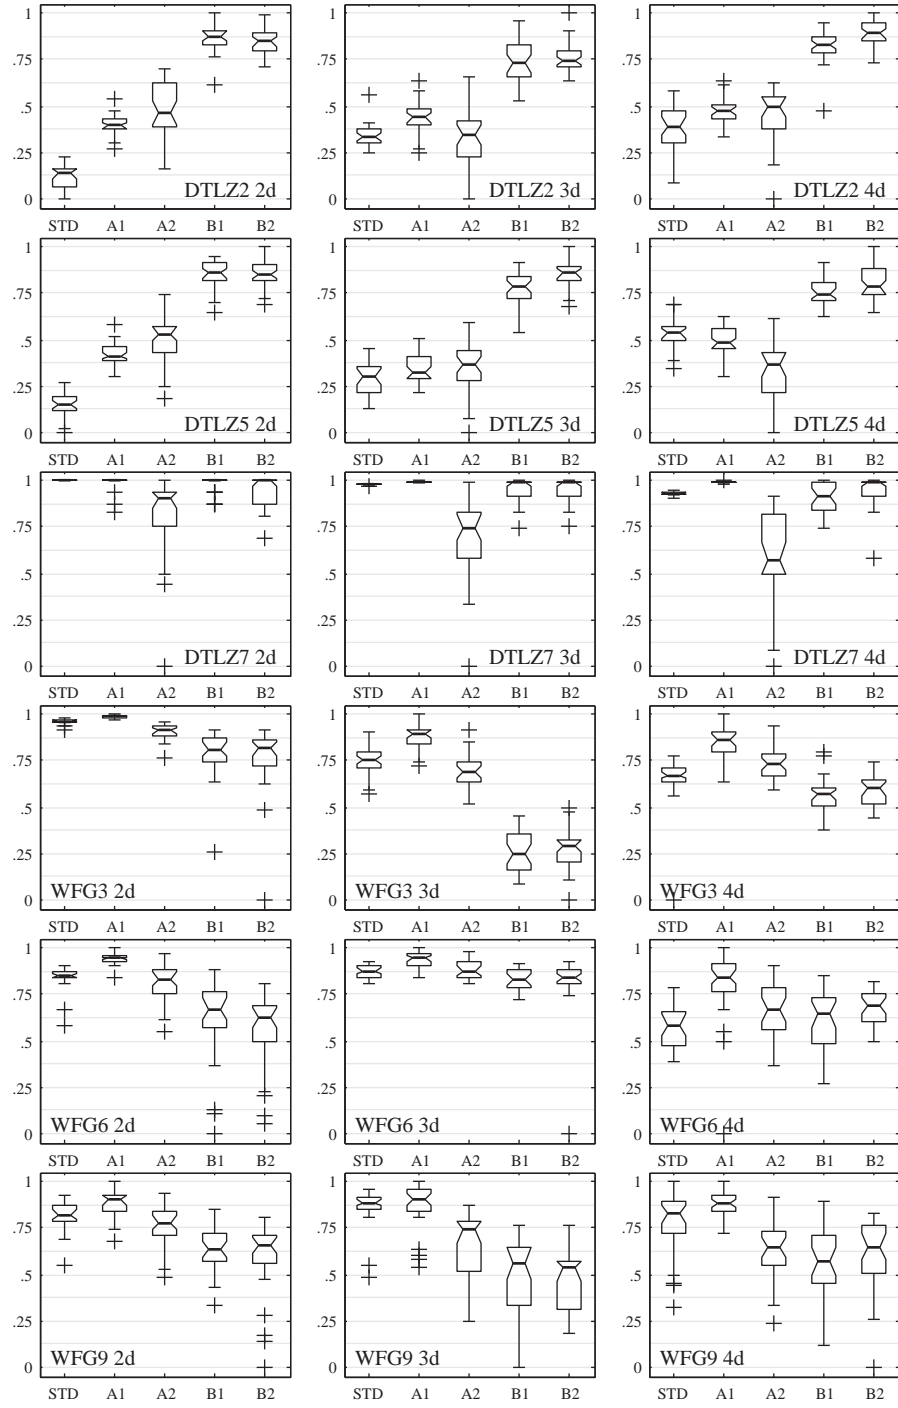 1
.75
.5
.25
0
DTLZ2 2d
STD A1 A2 B1 B2
1
.75
.5
.25
0
DTLZ2 3d
STD A1 A2 B1 B2
1
.75
.5
.25
0
DTLZ2 4d
STD A1 A2 B1 B2
1
.75
.5
.25
0
DTLZ5 2d
STD A1 A2 B1 B2
1
.75
.5
.25
0
DTLZ5 3d
STD A1 A2 B1 B2
1
.75
.5
.25
0
DTLZ5 4d
STD A1 A2 B1 B2
1
.75
.5
.25
0
DTLZ7 2d
STD A1 A2 B1 B2
1
.75
.5
.25
0
DTLZ7 3d
STD A1 A2 B1 B2
1
.75
.5
.25
0
DTLZ7 4d
STD A1 A2 B1 B2
1
.75
.5
.25
0
WFG3 2d
STD A1 A2 B1 B2
1
.75
.5
.25
0
WFG3 3d
STD A1 A2 B1 B2
1
.75
.5
.25
0
WFG3 4d
STD A1 A2 B1 B2
1
.75
.5
.25
0
WFG6 2d
STD A1 A2 B1 B2
1
.75
.5
.25
0
WFG6 3d
STD A1 A2 B1 B2
1
.75
.5
.25
0
WFG6 4d
STD A1 A2 B1 B2
1
.75
.5
.25
0
WFG9 2d
STD A1 A2 B1 B2
1
.75
.5
.25
0
WFG9 3d
STD A1 A2 B1 B2
1
.75
.5
.25
0
WFG9 4d
STD A1 A2 B1 B2